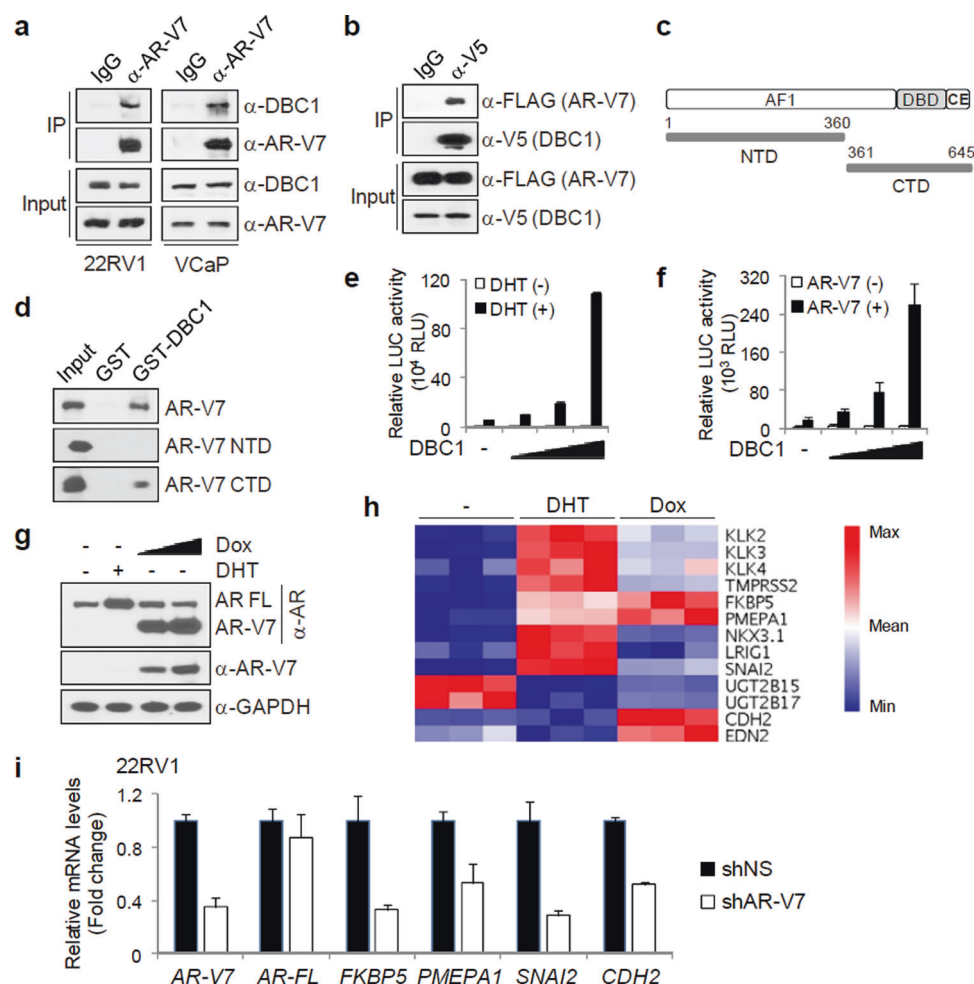 a
IgG
α-AR-V7
IgG
α-AR-V7
IP
α-DBC1
α-AR-V7
Input
α-DBC1
α-AR-V7
22RV1
VCaP
b
IgG
α-V5
IP
α-FLAG (AR-V7)
α-V5 (DBC1)
Input
α-FLAG (AR-V7)
α-V5 (DBC1)
c
AF1 DBD CE
1 360
NTD
361 645
CTD
d
Input
GST
GST-DBC1
AR-V7
AR-V7 NTD
AR-V7 CTD
e
Relative LUC activity
(10⁴ RLU)
120
80
40
0
DHT (-)
DHT (+)
DBC1 -
f
Relative LUC activity
(10³ RLU)
320
240
160
80
0
AR-V7 (-)
AR-V7 (+)
DBC1 -
g
- - Dox
- + - - DHT
AR FL
AR-V7
α-AR
α-AR-V7
α-GAPDH
h
- DHT Dox
KLK2
KLK3
KLK4
TMPRSS2
FKBP5
PMEPA1
NKX3.1
LRIG1
SNAI2
UGT2B15
UGT2B17
CDH2
EDN2
Max
Mean
Min
i
22RV1
Relative mRNA levels
(Fold change)
1.2
0.8
0.4
0
AR-V7 AR-FL FKBP5 PMEPA1 SNAI2 CDH2
shNS
shAR-V7